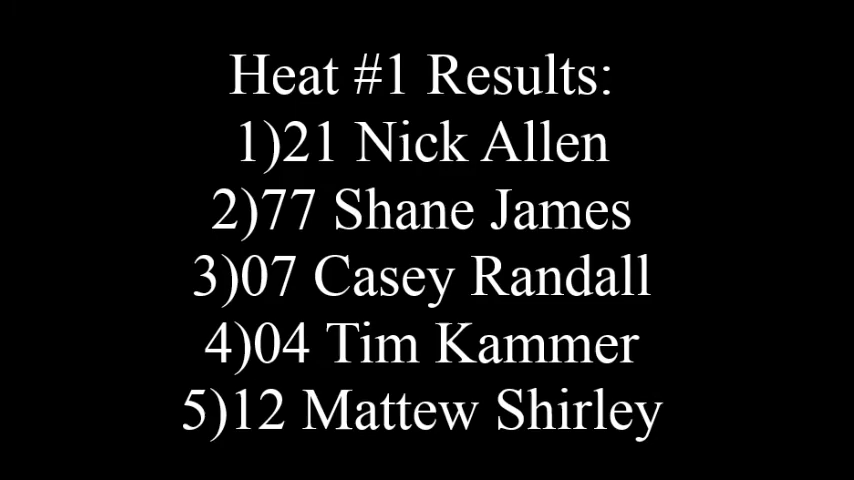 Heat #1 Results:
1)21 Nick Allen
2)77 Shane James
3)07 Casey Randall
4)04 Tim Kammer
5)12 Mattew Shirley